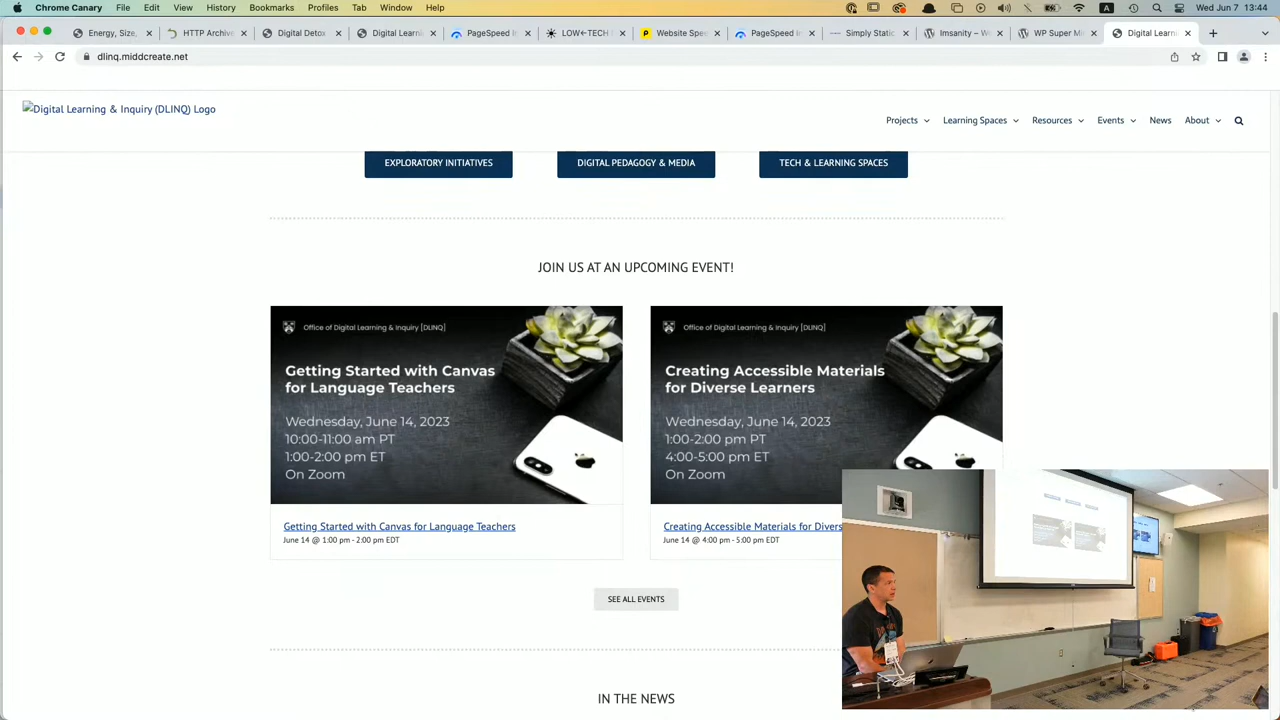 Chrome File Edit View History Bookmarks Profiles Tab Window Help
Wed Jun 7 13:44
Energy, Size,
HTTP Archive
Digital Detox
Digital Learni
PageSpeed I
LOW←TECH
Website Spe
PageSpeed I
Simply Static
Imsanity – W
WP Super Mi
Digital Learni
dlinq.middcreate.net
Digital Learning & Inquiry (DLINQ) Logo
Projects Learning Spaces Resources Events News About
EXPLORATORY INITIATIVES
DIGITAL PEDAGOGY & MEDIA
TECH & LEARNING SPACES
JOIN US AT AN UPCOMING EVENT!
Office of Digital Learning & Inquiry [DLINQ]
Getting Started with Canvas
for Language Teachers
Wednesday, June 14, 2023
10:00-11:00 am PT
1:00-2:00 pm ET
On Zoom
Getting Started with Canvas for Language Teachers
June 14 @ 1:00 pm - 2:00 pm EDT
Office of Digital Learning & Inquiry [DLINQ]
Creating Accessible Materials
for Diverse Learners
Wednesday, June 14, 2023
1:00-2:00 pm PT
4:00-5:00 pm ET
On Zoom
Creating Accessible Materials for Divers
June 14 @ 4:00 pm - 5:00 pm EDT
SEE ALL EVENTS
IN THE NEWS